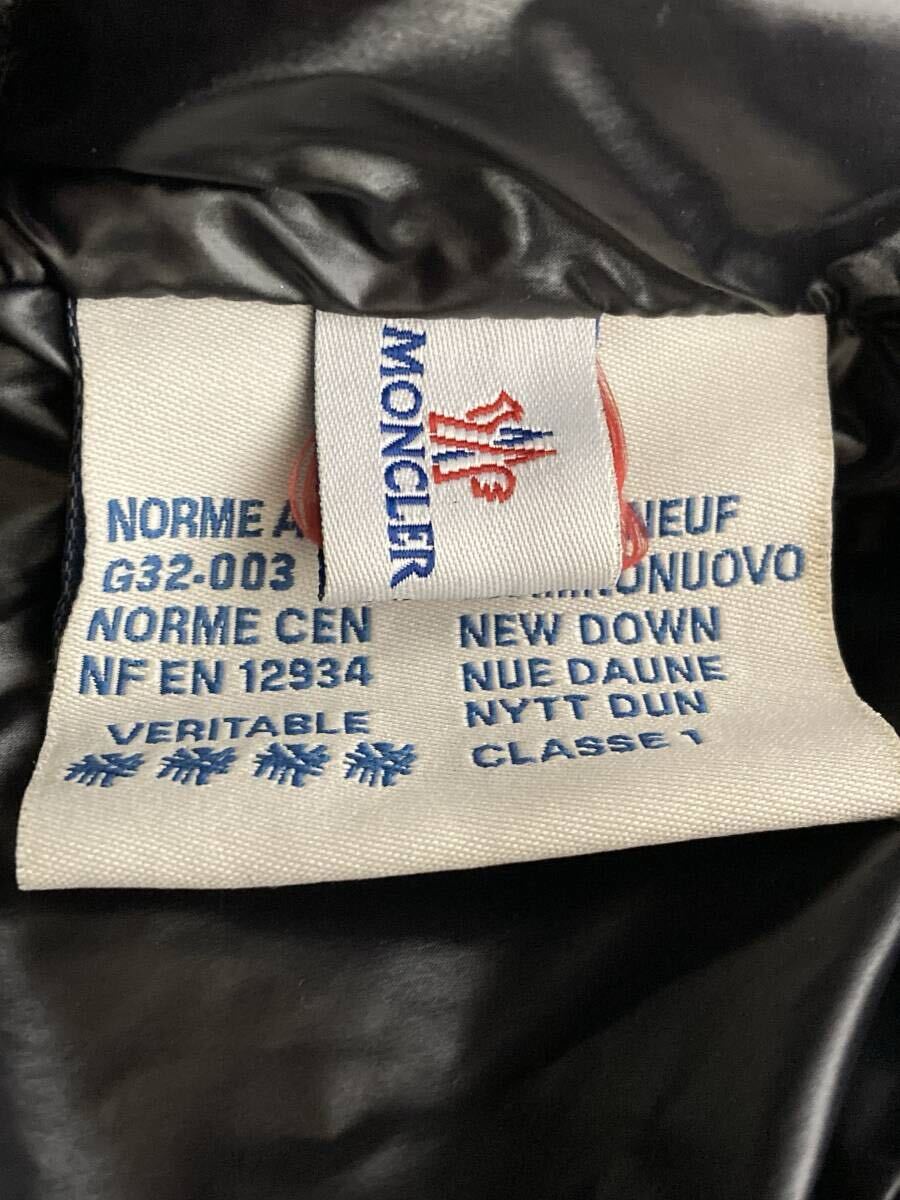 MONCLER
NORME
G32-003
NORME CEN
NF EN 12934
VERITABLE
NEUF
NEW DOWN
NUE DAUNE
NYTT DUN
CLASSE 1